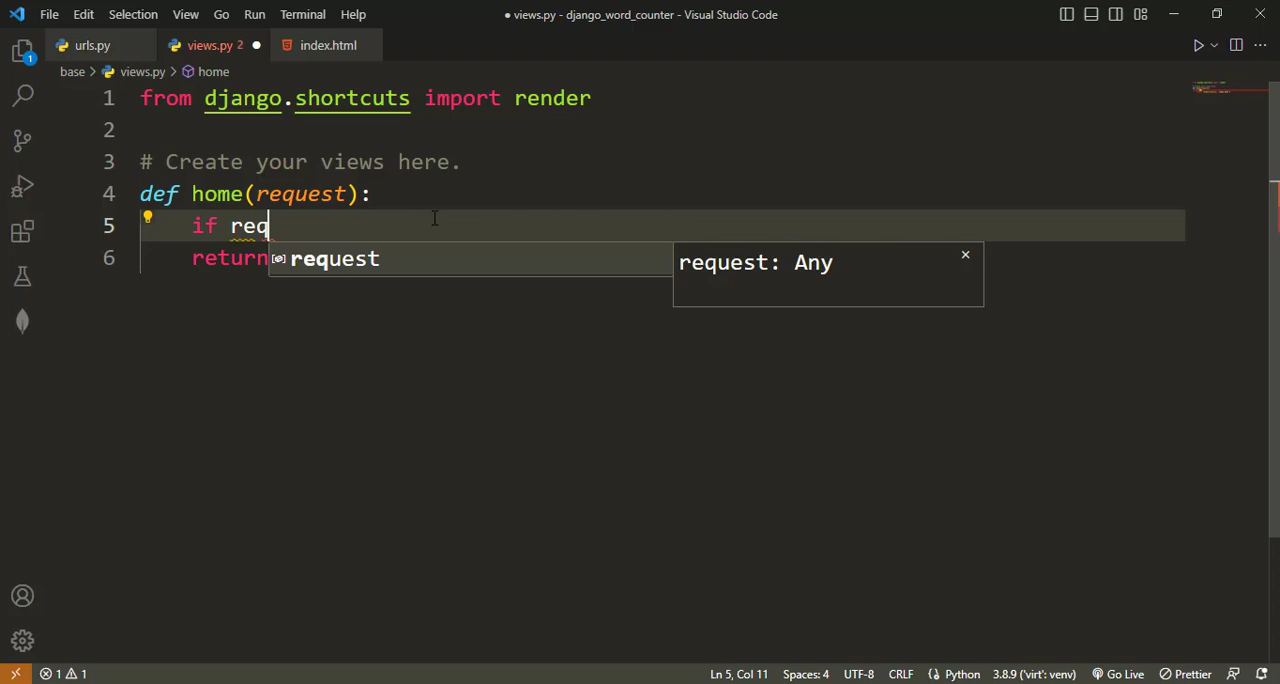 File Edit Selection View Go Run Terminal Help
● views.py - django_word_counter - Visual Studio Code
urls.py
views.py 2 ●
index.html
1
base > views.py > home
1 from django.shortcuts import render
2
3 # Create your views here.
4 def home(request):
5 if req
request
request: Any
×
6 return
1 1
Ln 5, Col 11 Spaces: 4 UTF-8 CRLF Python 3.8.9 ('virt': venv) Go Live Prettier